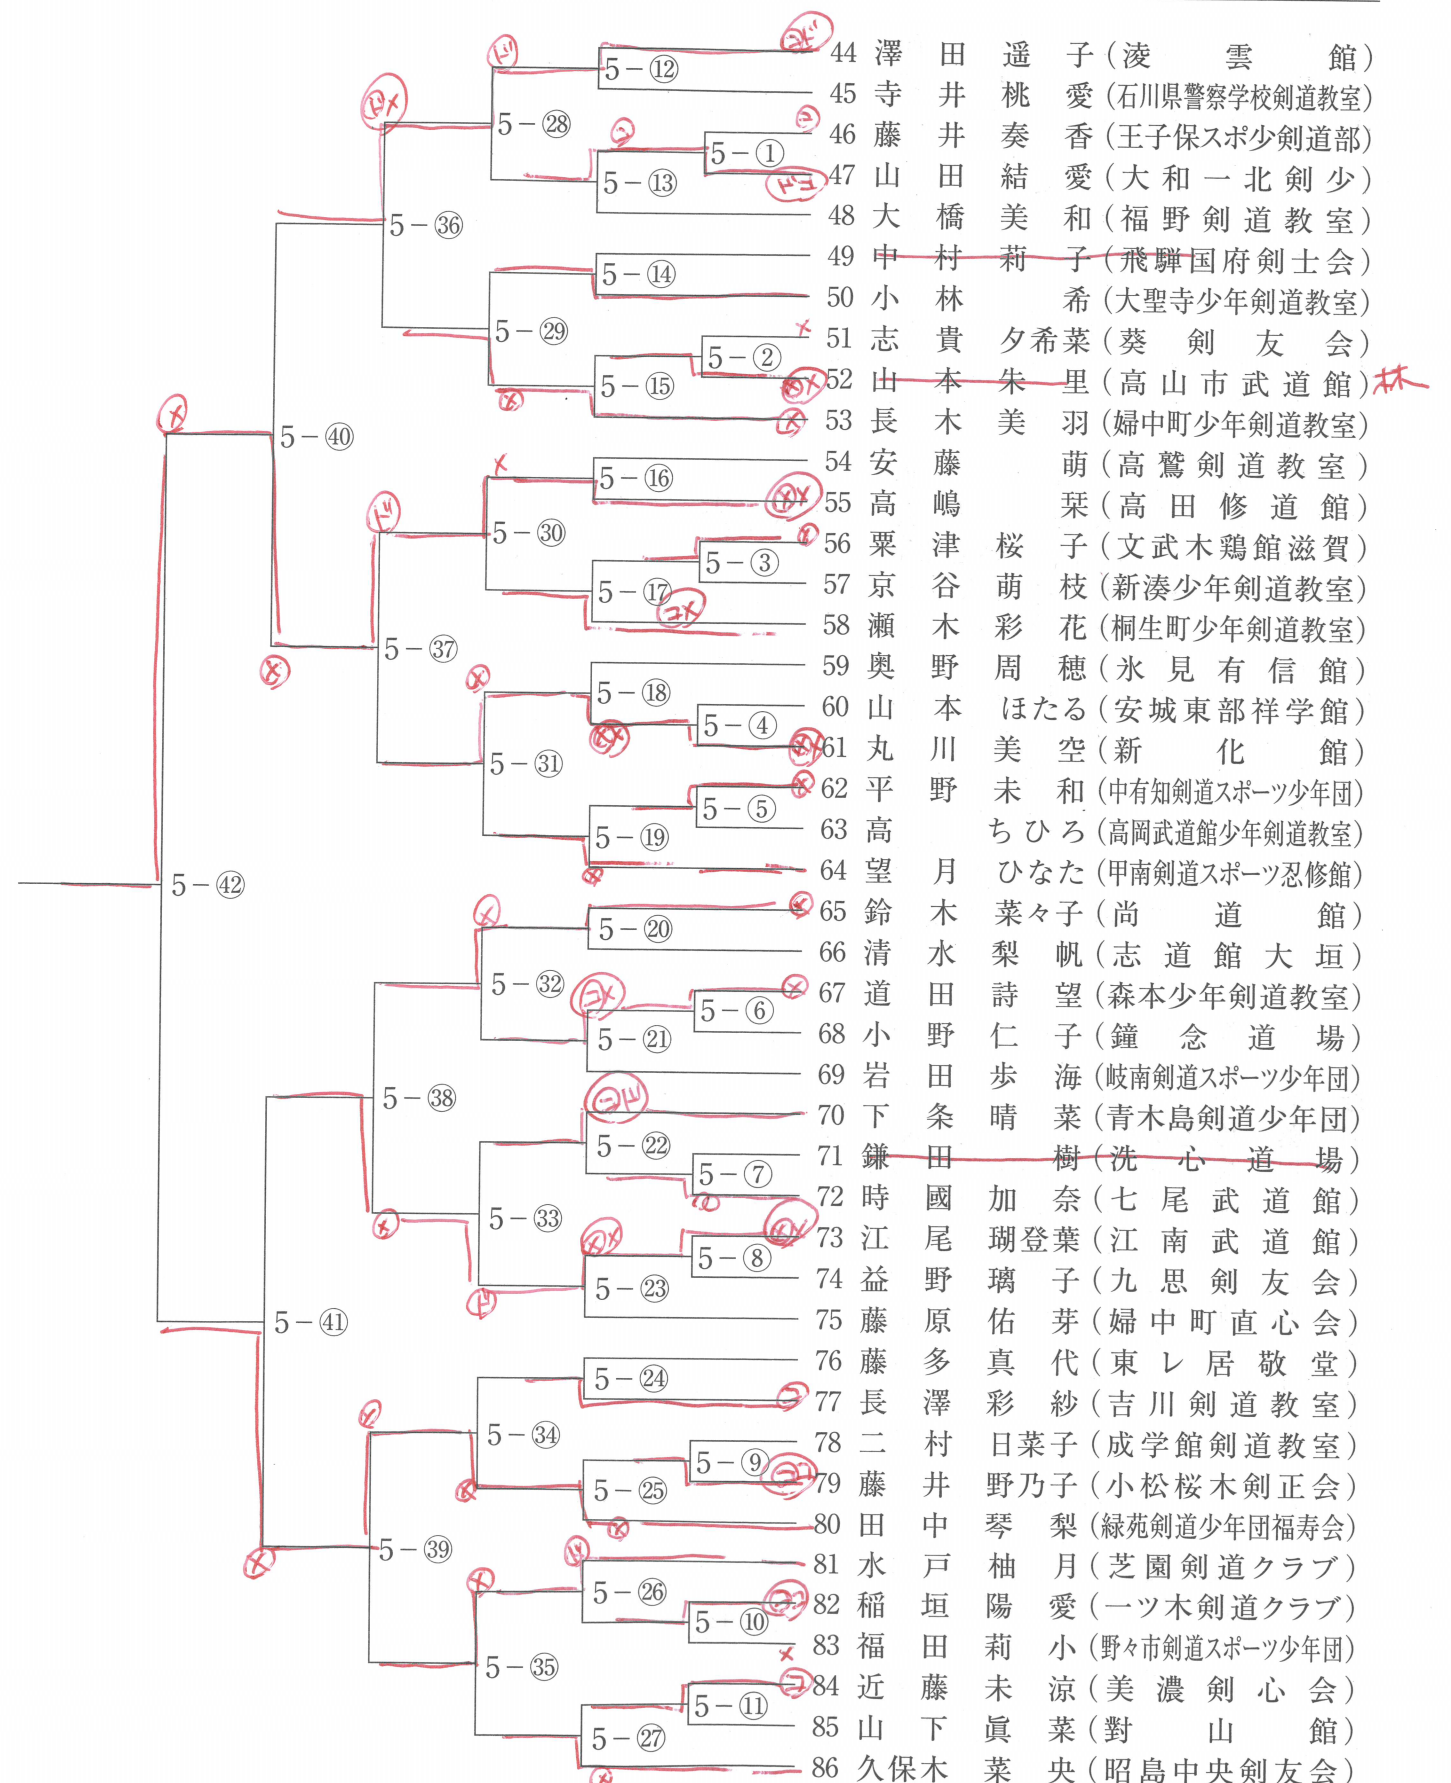 44 澤田遥子(淩雲館)
5－⑫
45 寺井桃愛(石川県警察学校剣道教室)
5－㉘
46 藤井奏香(王子保スポ少剣道部)
5－①
47 山田結愛(大和一北剣少)
5－⑬
48 大橋美和(福野剣道教室)
5－㊱
49 中村莉子(飛騨国府剣士会)
5－⑭
50 小林希(大聖寺少年剣道教室)
5－㉙
51 志貴夕希菜(葵剣友会)
5－②
52 山本朱里(高山市武道館) 林
5－⑮
53 長木美羽(婦中町少年剣道教室)
5－㊵
54 安藤萌(高鷲剣道教室)
5－⑯
55 高嶋栞(高田修道館)
5－㉚
56 粟津桜子(文武木鶏館滋賀)
5－③
57 京谷萌枝(新湊少年剣道教室)
5－⑰
58 瀬木彩花(桐生町少年剣道教室)
5－㊲
59 奥野周穂(氷見有信館)
5－⑱
60 山本ほたる(安城東部祥学館)
5－④
61 丸川美空(新化館)
5－㉛
62 平野未和(中有知剣道スポーツ少年団)
5－⑤
63 高ちひろ(高岡武道館少年剣道教室)
5－⑲
64 望月ひなた(甲南剣道スポーツ忍修館)
5－㊷
65 鈴木菜々子(尚道館)
5－⑳
66 清水梨帆(志道館大垣)
5－㉜
67 道田詩望(森本少年剣道教室)
5－⑥
68 小野仁子(鐘念道場)
5－㉑
69 岩田歩海(岐南剣道スポーツ少年団)
5－㊳
70 下条晴菜(青木島剣道少年団)
5－㉒
71 鎌田樹(洗心道場)
5－⑦
72 時國加奈(七尾武道館)
5－㉝
73 江尾瑚登葉(江南武道館)
5－⑧
74 益野璃子(九思剣友会)
5－㉓
75 藤原佑芽(婦中町直心会)
5－㊶
76 藤多真代(東レ居敬堂)
5－㉔
77 長澤彩紗(吉川剣道教室)
5－㉞
78 二村日菜子(成学館剣道教室)
5－⑨
79 藤井野乃子(小松桜木剣正会)
5－㉕
80 田中琴梨(緑苑剣道少年団福寿会)
5－㊴
81 水戸柚月(芝園剣道クラブ)
5－㉖
82 稲垣陽愛(一ツ木剣道クラブ)
5－⑩
83 福田莉小(野々市剣道スポーツ少年団)
5－㉟
84 近藤未涼(美濃剣心会)
5－⑪
85 山下眞菜(對山館)
5－㉗
86 久保木菜央(昭島中央剣友会)